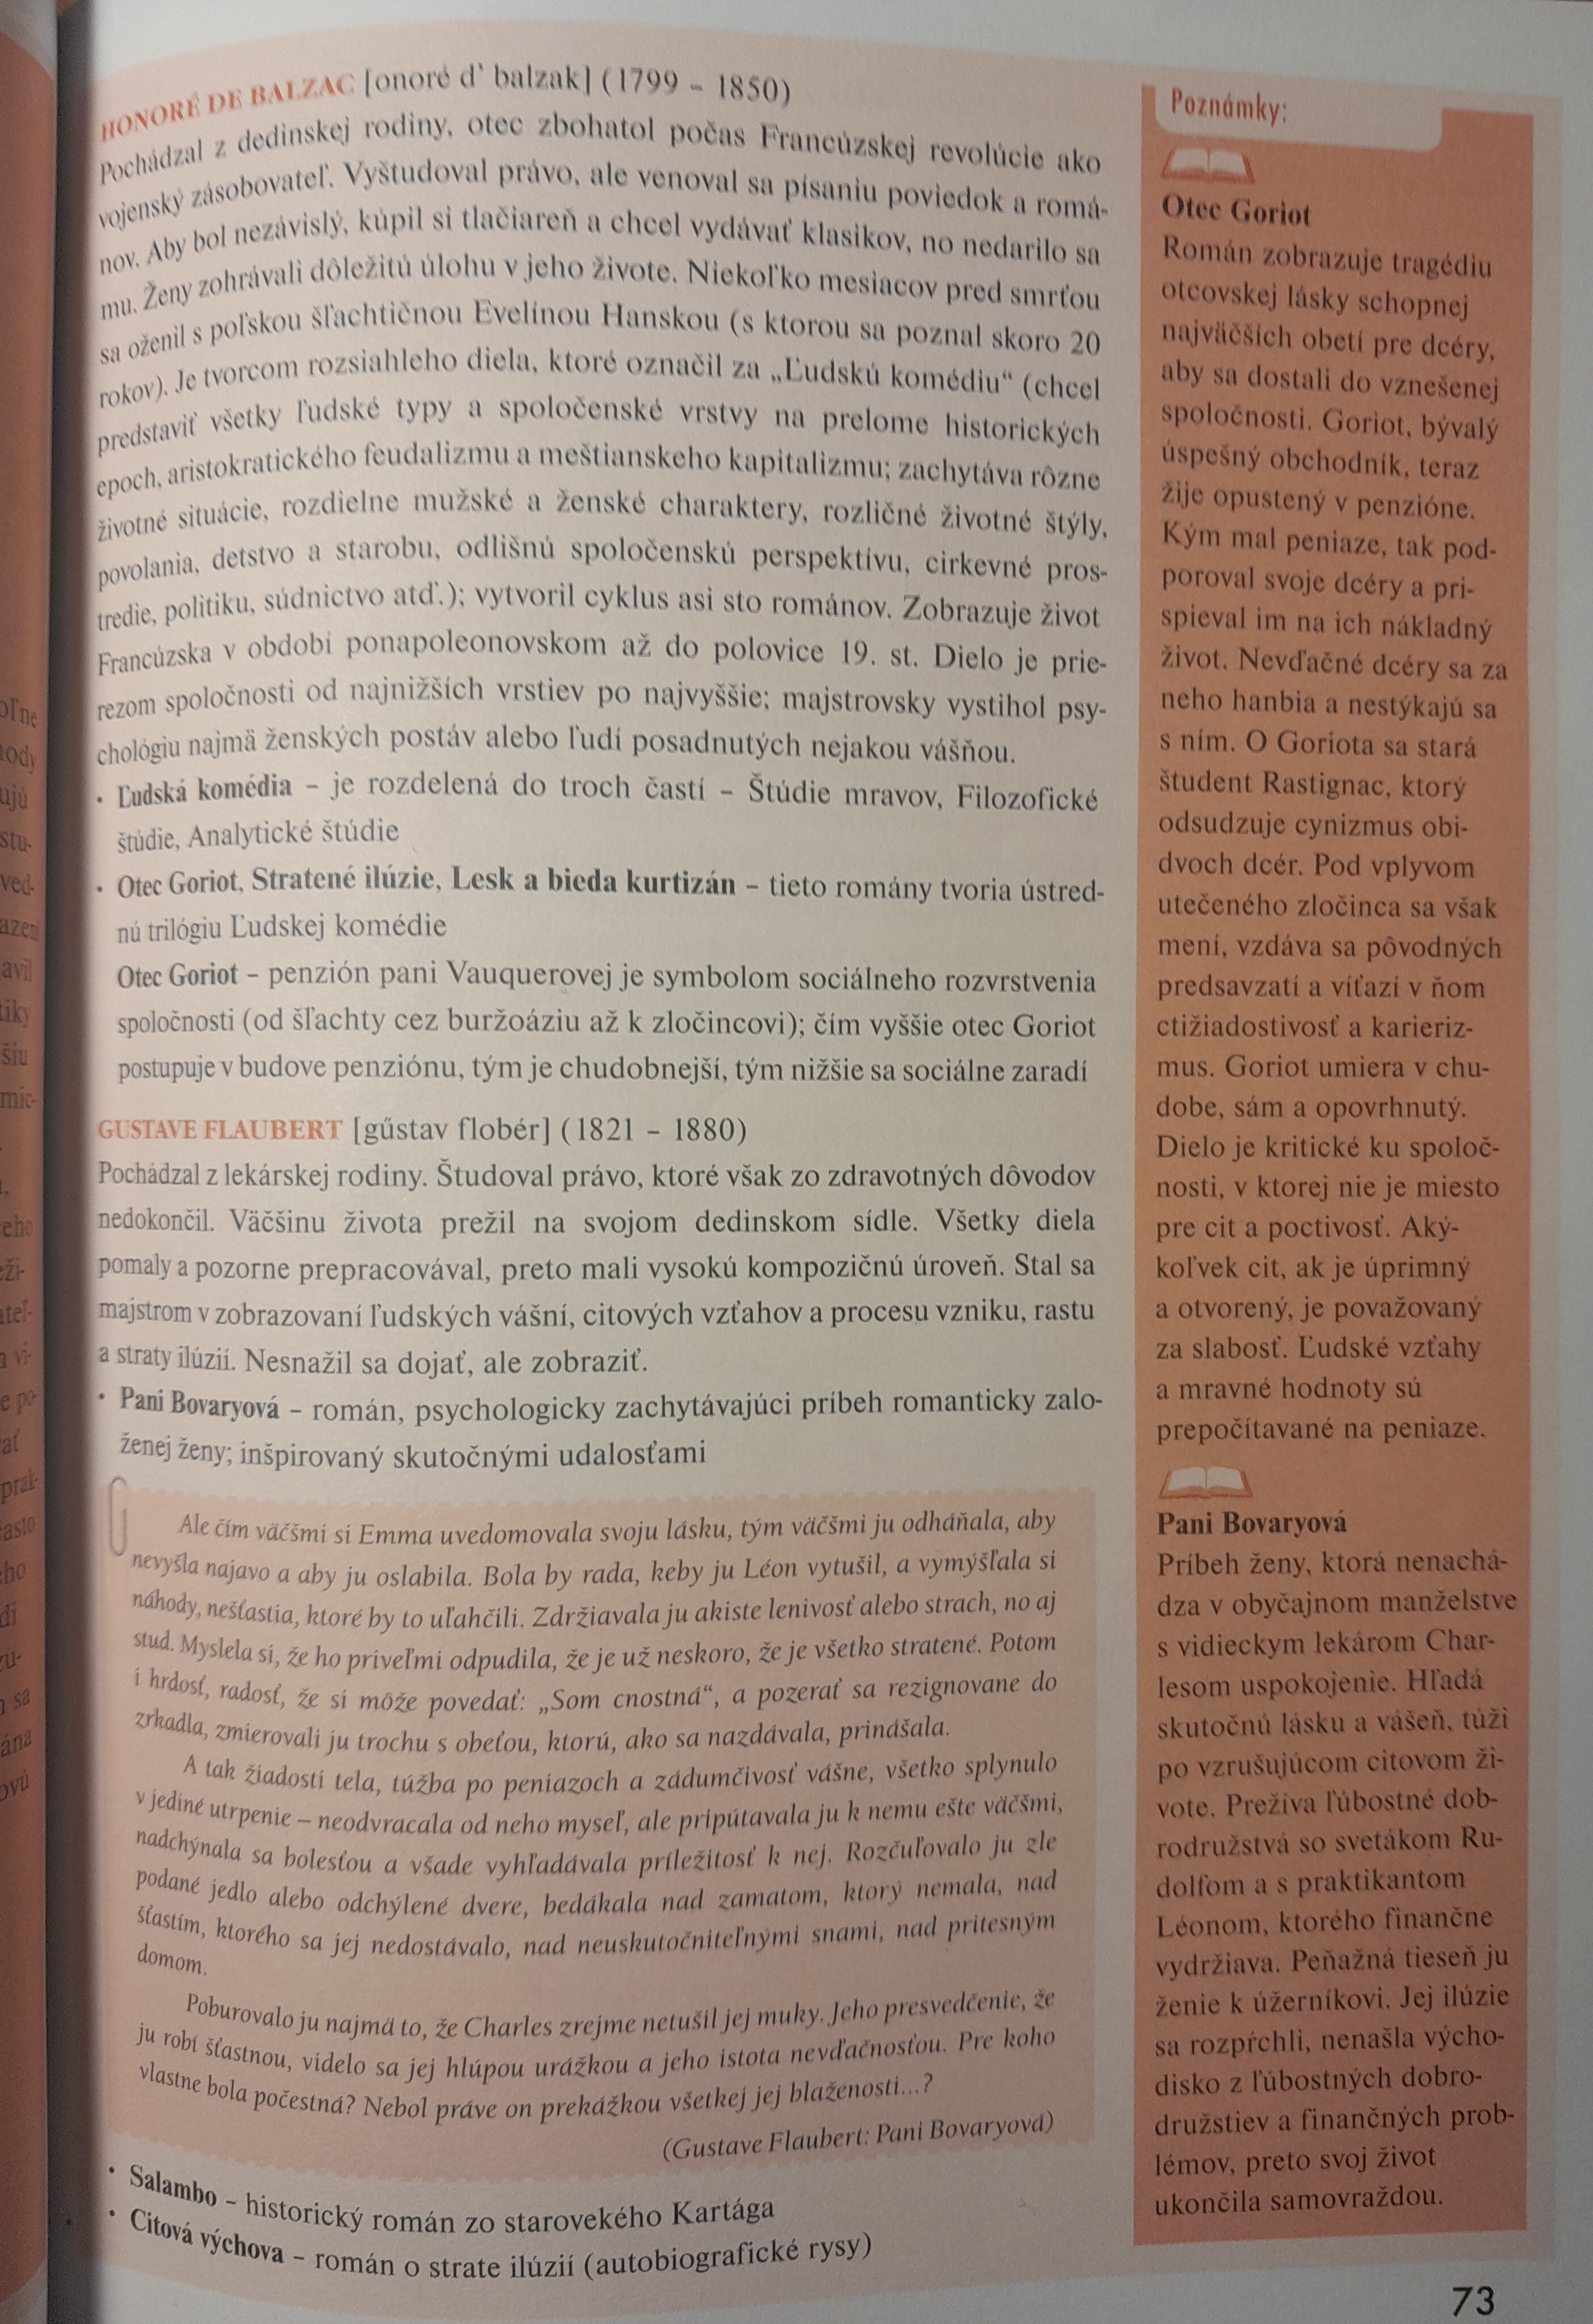 HONORÉ DE BALZAC [onoré d' balzak] (1799 – 1850)
Pochádzal z dedinskej rodiny, otec zbohatol počas Francúzskej revolúcie ako
vojenský zásobovateľ. Vyštudoval právo, ale venoval sa písaniu poviedok a romá-
nov. Aby bol nezávislý, kúpil si tlačiareň a chcel vydávať klasikov, no nedarilo sa
mu. Ženy zohrávali dôležitú úlohu v jeho živote. Niekoľko mesiacov pred smrťou
sa oženil s poľskou šľachtičnou Evelínou Hanskou (s ktorou sa poznal skoro 20
rokov). Je tvorcom rozsiahleho diela, ktoré označil za „Ľudskú komédiu“ (chcel
predstaviť všetky ľudské typy a spoločenské vrstvy na prelome historických
epoch, aristokratického feudalizmu a meštianskeho kapitalizmu; zachytáva rôzne
životné situácie, rozdielne mužské a ženské charaktery, rozličné životné štýly,
povolania, detstvo a starobu, odlišnú spoločenskú perspektívu, cirkevné pros-
tredie, politiku, súdnictvo atď.); vytvoril cyklus asi sto románov. Zobrazuje život
Francúzska v období ponapoleonovskom až do polovice 19. st. Dielo je prie-
rezom spoločnosti od najnižších vrstiev po najvyššie; majstrovsky vystihol psy-
chológiu najmä ženských postáv alebo ľudí posadnutých nejakou vášňou.
• Ľudská komédia – je rozdelená do troch častí – Štúdie mravov, Filozofické
štúdie, Analytické štúdie
• Otec Goriot, Stratené ilúzie, Lesk a bieda kurtizán – tieto romány tvoria ústred-
nú trilógiu Ľudskej komédie
Otec Goriot – penzión pani Vauquerovej je symbolom sociálneho rozvrstvenia
spoločnosti (od šľachty cez buržoáziu až k zločincovi); čím vyššie otec Goriot
postupuje v budove penziónu, tým je chudobnejší, tým nižšie sa sociálne zaradí
GUSTAVE FLAUBERT [gűstav flobér] (1821 – 1880)
Pochádzal z lekárskej rodiny. Študoval právo, ktoré však zo zdravotných dôvodov
nedokončil. Väčšinu života prežil na svojom dedinskom sídle. Všetky diela
pomaly a pozorne prepracovával, preto mali vysokú kompozičnú úroveň. Stal sa
majstrom v zobrazovaní ľudských vášní, citových vzťahov a procesu vzniku, rastu
a straty ilúzií. Nesnažil sa dojať, ale zobraziť.
• Pani Bovaryová – román, psychologicky zachytávajúci príbeh romanticky zalo-
ženej ženy; inšpirovaný skutočnými udalosťami
Ale čím väčšmi si Emma uvedomovala svoju lásku, tým väčšmi ju odháňala, aby
nevyšla najavo a aby ju oslabila. Bola by rada, keby ju Léon vytušil, a vymýšľala si
náhody, nešťastia, ktoré by to uľahčili. Zdržiavala ju akiste lenivosť alebo strach, no aj
stud. Myslela si, že ho priveľmi odpudila, že je už neskoro, že je všetko stratené. Potom
i hrdosť, radosť, že si môže povedať: „Som cnostná“, a pozerať sa rezignovane do
zrkadla, zmierovali ju trochu s obeťou, ktorú, ako sa nazdávala, prinášala.
A tak žiadosti tela, túžba po peniazoch a zádumčivosť vášne, všetko splynulo
v jediné utrpenie – neodvracala od neho myseľ, ale pripútavala ju k nemu ešte väčšmi,
nadchýnala sa bolesťou a všade vyhľadávala príležitosť k nej. Rozčuľovalo ju zle
podané jedlo alebo odchýlené dvere, bedákala nad zamatom, ktorý nemala, nad
šťastím, ktorého sa jej nedostávalo, nad neuskutočniteľnými snami, nad pritesným
domom.
Poburovalo ju najmä to, že Charles zrejme netušil jej muky. Jeho presvedčenie, že
ju robí šťastnou, videlo sa jej hlúpou urážkou a jeho istota nevďačnosťou. Pre koho
vlastne bola počestná? Nebol práve on prekážkou všetkej jej blaženosti...?
(Gustave Flaubert: Pani Bovaryová)
• Salambo – historický román zo starovekého Kartága
• Citová výchova – román o strate ilúzií (autobiografické rysy)
Poznámky:
Otec Goriot
Román zobrazuje tragédiu
otcovskej lásky schopnej
najväčších obetí pre dcéry,
aby sa dostali do vznešenej
spoločnosti. Goriot, bývalý
úspešný obchodník, teraz
žije opustený v penzióne.
Kým mal peniaze, tak pod-
poroval svoje dcéry a pri-
spieval im na ich nákladný
život. Nevďačné dcéry sa za
neho hanbia a nestýkajú sa
s ním. O Goriota sa stará
študent Rastignac, ktorý
odsudzuje cynizmus obi-
dvoch dcér. Pod vplyvom
utečeného zločinca sa však
mení, vzdáva sa pôvodných
predsavzatí a víťazí v ňom
ctižiadostivosť a karieriz-
mus. Goriot umiera v chu-
dobe, sám a opovrhnutý.
Dielo je kritické ku spoloč-
nosti, v ktorej nie je miesto
pre cit a poctivosť. Aký-
koľvek cit, ak je úprimný
a otvorený, je považovaný
za slabosť. Ľudské vzťahy
a mravné hodnoty sú
prepočítavané na peniaze.
Pani Bovaryová
Príbeh ženy, ktorá nenachá-
dza v obyčajnom manželstve
s vidieckym lekárom Char-
lesom uspokojenie. Hľadá
skutočnú lásku a vášeň, túži
po vzrušujúcom citovom ži-
vote. Prežíva ľúbostné dob-
rodružstvá so svetákom Ru-
dolfom a s praktikantom
Léonom, ktorého finančne
vydržiava. Peňažná tieseň ju
ženie k úžerníkovi. Jej ilúzie
sa rozpŕchli, nenašla výcho-
disko z ľúbostných dobro-
družstiev a finančných prob-
lémov, preto svoj život
ukončila samovraždou.
73